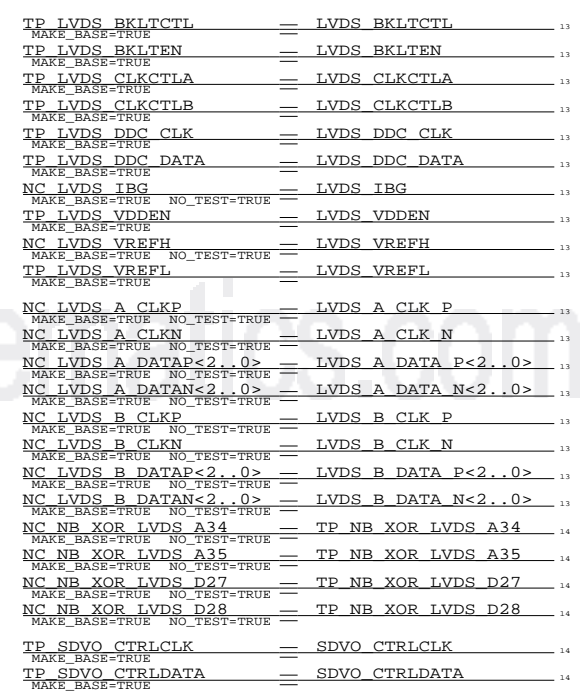 TP_LVDS_BKLTCTL LVDS_BKLTCTL 13
MAKE_BASE=TRUE
TP_LVDS_BKLTEN LVDS_BKLTEN 13
MAKE_BASE=TRUE
TP_LVDS_CLKCTLA LVDS_CLKCTLA 13
MAKE_BASE=TRUE
TP_LVDS_CLKCTLB LVDS_CLKCTLB 13
MAKE_BASE=TRUE
TP_LVDS_DDC_CLK LVDS_DDC_CLK 13
MAKE_BASE=TRUE
TP_LVDS_DDC_DATA LVDS_DDC_DATA 13
MAKE_BASE=TRUE
NC_LVDS_IBG LVDS_IBG 13
MAKE_BASE=TRUE NO_TEST=TRUE
TP_LVDS_VDDEN LVDS_VDDEN 13
MAKE_BASE=TRUE
NC_LVDS_VREFH LVDS_VREFH 13
MAKE_BASE=TRUE NO_TEST=TRUE
TP_LVDS_VREFL LVDS_VREFL 13
MAKE_BASE=TRUE
NC_LVDS_A_CLKP LVDS_A_CLK_P 13
MAKE_BASE=TRUE NO_TEST=TRUE
NC_LVDS_A_CLKN LVDS_A_CLK_N 13
MAKE_BASE=TRUE NO_TEST=TRUE
NC_LVDS_A_DATAP<2..0> LVDS_A_DATA_P<2..0> 13
MAKE_BASE=TRUE NO_TEST=TRUE
NC_LVDS_A_DATAN<2..0> LVDS_A_DATA_N<2..0> 13
MAKE_BASE=TRUE NO_TEST=TRUE
NC_LVDS_B_CLKP LVDS_B_CLK_P 13
MAKE_BASE=TRUE NO_TEST=TRUE
NC_LVDS_B_CLKN LVDS_B_CLK_N 13
MAKE_BASE=TRUE NO_TEST=TRUE
NC_LVDS_B_DATAP<2..0> LVDS_B_DATA_P<2..0> 13
MAKE_BASE=TRUE NO_TEST=TRUE
NC_LVDS_B_DATAN<2..0> LVDS_B_DATA_N<2..0> 13
MAKE_BASE=TRUE NO_TEST=TRUE
NC_NB_XOR_LVDS_A34 TP_NB_XOR_LVDS_A34 14
MAKE_BASE=TRUE NO_TEST=TRUE
NC_NB_XOR_LVDS_A35 TP_NB_XOR_LVDS_A35 14
MAKE_BASE=TRUE NO_TEST=TRUE
NC_NB_XOR_LVDS_D27 TP_NB_XOR_LVDS_D27 14
MAKE_BASE=TRUE NO_TEST=TRUE
NC_NB_XOR_LVDS_D28 TP_NB_XOR_LVDS_D28 14
MAKE_BASE=TRUE NO_TEST=TRUE
TP_SDVO_CTRLCLK SDVO_CTRLCLK 14
MAKE_BASE=TRUE
TP_SDVO_CTRLDATA SDVO_CTRLDATA 14
MAKE_BASE=TRUE